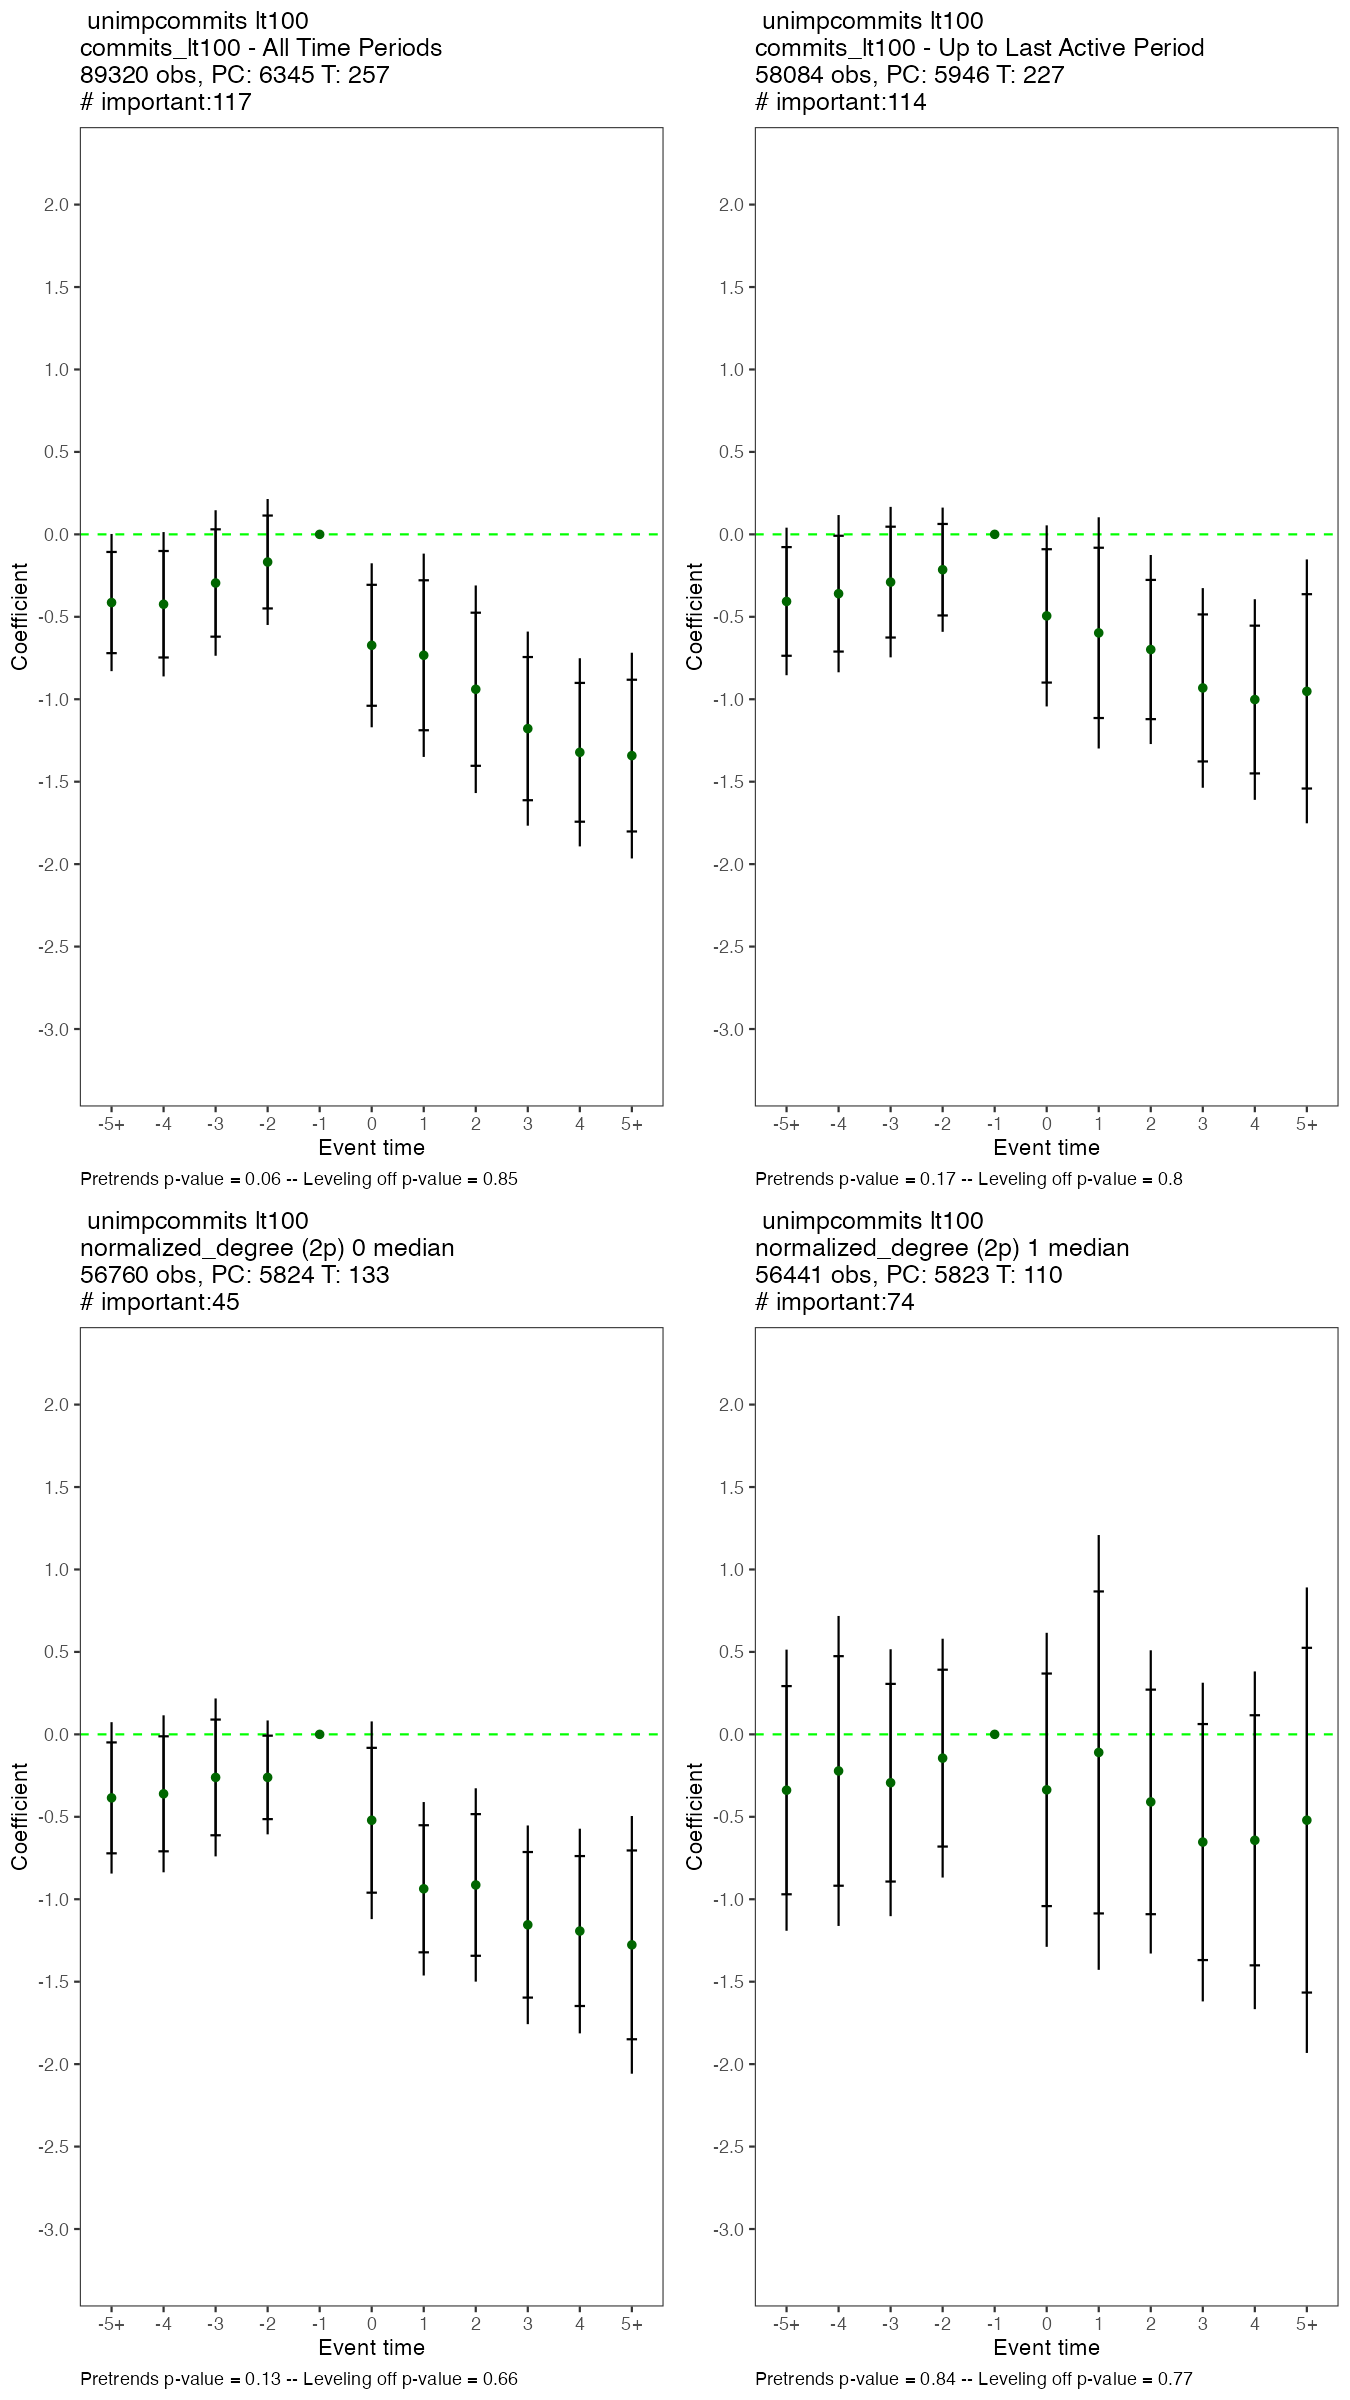 unimpcommits lt100
commits_lt100 - All Time Periods
89320 obs, PC: 6345 T: 257
# important:117
2.0
1.5
1.0
0.5
0.0
-0.5
-1.0
-1.5
-2.0
-2.5
-3.0
Coefficient
-5+ -4 -3 -2 -1 0 1 2 3 4 5+
Event time
Pretrends p-value = 0.06 -- Leveling off p-value = 0.85
unimpcommits lt100
commits_lt100 - Up to Last Active Period
58084 obs, PC: 5946 T: 227
# important:114
2.0
1.5
1.0
0.5
0.0
-0.5
-1.0
-1.5
-2.0
-2.5
-3.0
Coefficient
-5+ -4 -3 -2 -1 0 1 2 3 4 5+
Event time
Pretrends p-value = 0.17 -- Leveling off p-value = 0.8
unimpcommits lt100
normalized_degree (2p) 0 median
56760 obs, PC: 5824 T: 133
# important:45
2.0
1.5
1.0
0.5
0.0
-0.5
-1.0
-1.5
-2.0
-2.5
-3.0
Coefficient
-5+ -4 -3 -2 -1 0 1 2 3 4 5+
Event time
Pretrends p-value = 0.13 -- Leveling off p-value = 0.66
unimpcommits lt100
normalized_degree (2p) 1 median
56441 obs, PC: 5823 T: 110
# important:74
2.0
1.5
1.0
0.5
0.0
-0.5
-1.0
-1.5
-2.0
-2.5
-3.0
Coefficient
-5+ -4 -3 -2 -1 0 1 2 3 4 5+
Event time
Pretrends p-value = 0.84 -- Leveling off p-value = 0.77